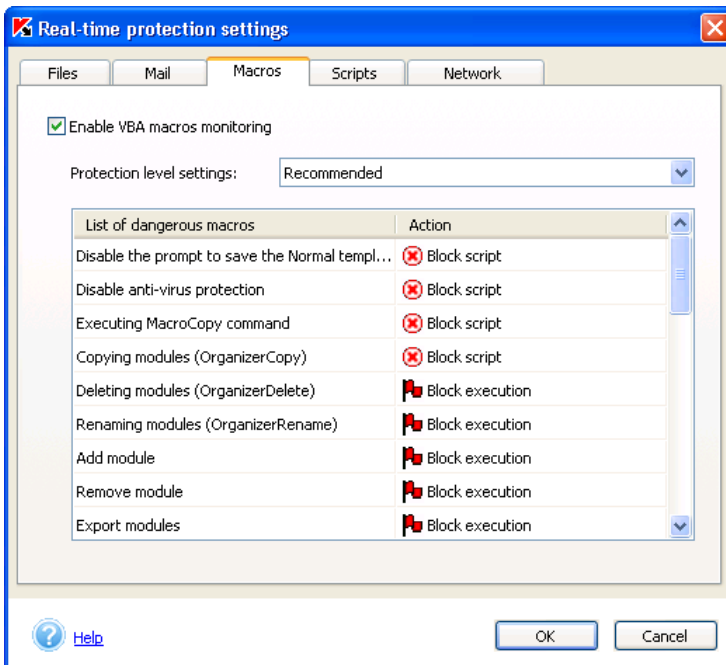 Real-time protection settings
Files Mail Macros Scripts Network
Enable VBA macros monitoring
Protection level settings: Recommended
List of dangerous macros Action
Disable the prompt to save the Normal templ... Block script
Disable anti-virus protection Block script
Executing MacroCopy command Block script
Copying modules (OrganizerCopy) Block script
Deleting modules (OrganizerDelete) Block execution
Renaming modules (OrganizerRename) Block execution
Add module Block execution
Remove module Block execution
Export modules Block execution
Help OK Cancel